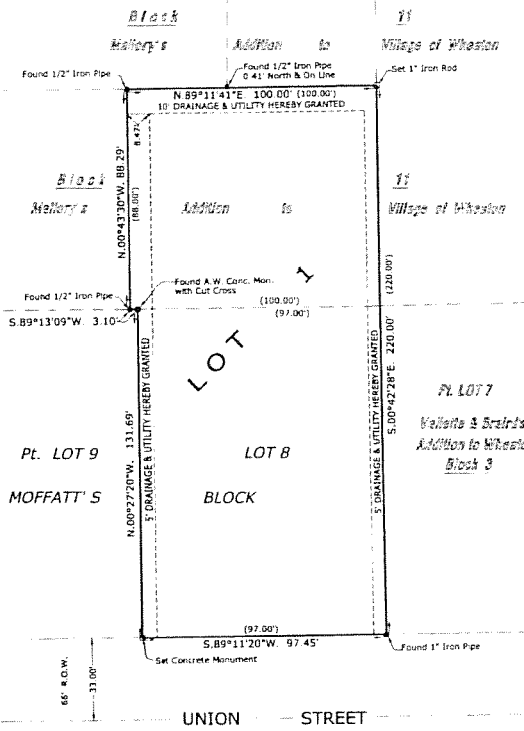 Block 11
Mallory's Addition to Village of Wheaton
Found 1/2" Iron Pipe
Found 1/2" Iron Pipe
0.41' North & On Line
Set 1" Iron Rod
N.89°11'41"E. 100.00' (100.00')
10' DRAINAGE & UTILITY HEREBY GRANTED
8.47'
N.00°43'30"W. 88.29'
(88.00')
Block 11
Mallory's Addition to Village of Wheaton
(220.00')
S.00°42'28"E. 220.00'
Found A.W. Conc. Mon.
with Cut Cross
Found 1/2" Iron Pipe
(100.00')
(97.00')
S.89°13'09"W. 3.10'
LOT 1
N.00°27'20"W. 131.69'
5' DRAINAGE & UTILITY HEREBY GRANTED
5' DRAINAGE & UTILITY HEREBY GRANTED
Pt. LOT 7
Addition to
Block 3
Pt. LOT 9
LOT 8
MOFFATT'S
BLOCK
(97.00')
S.89°11'20"W. 97.45'
Found 1" Iron Pipe
Set Concrete Monument
66' R.O.W.
33.00'
UNION STREET